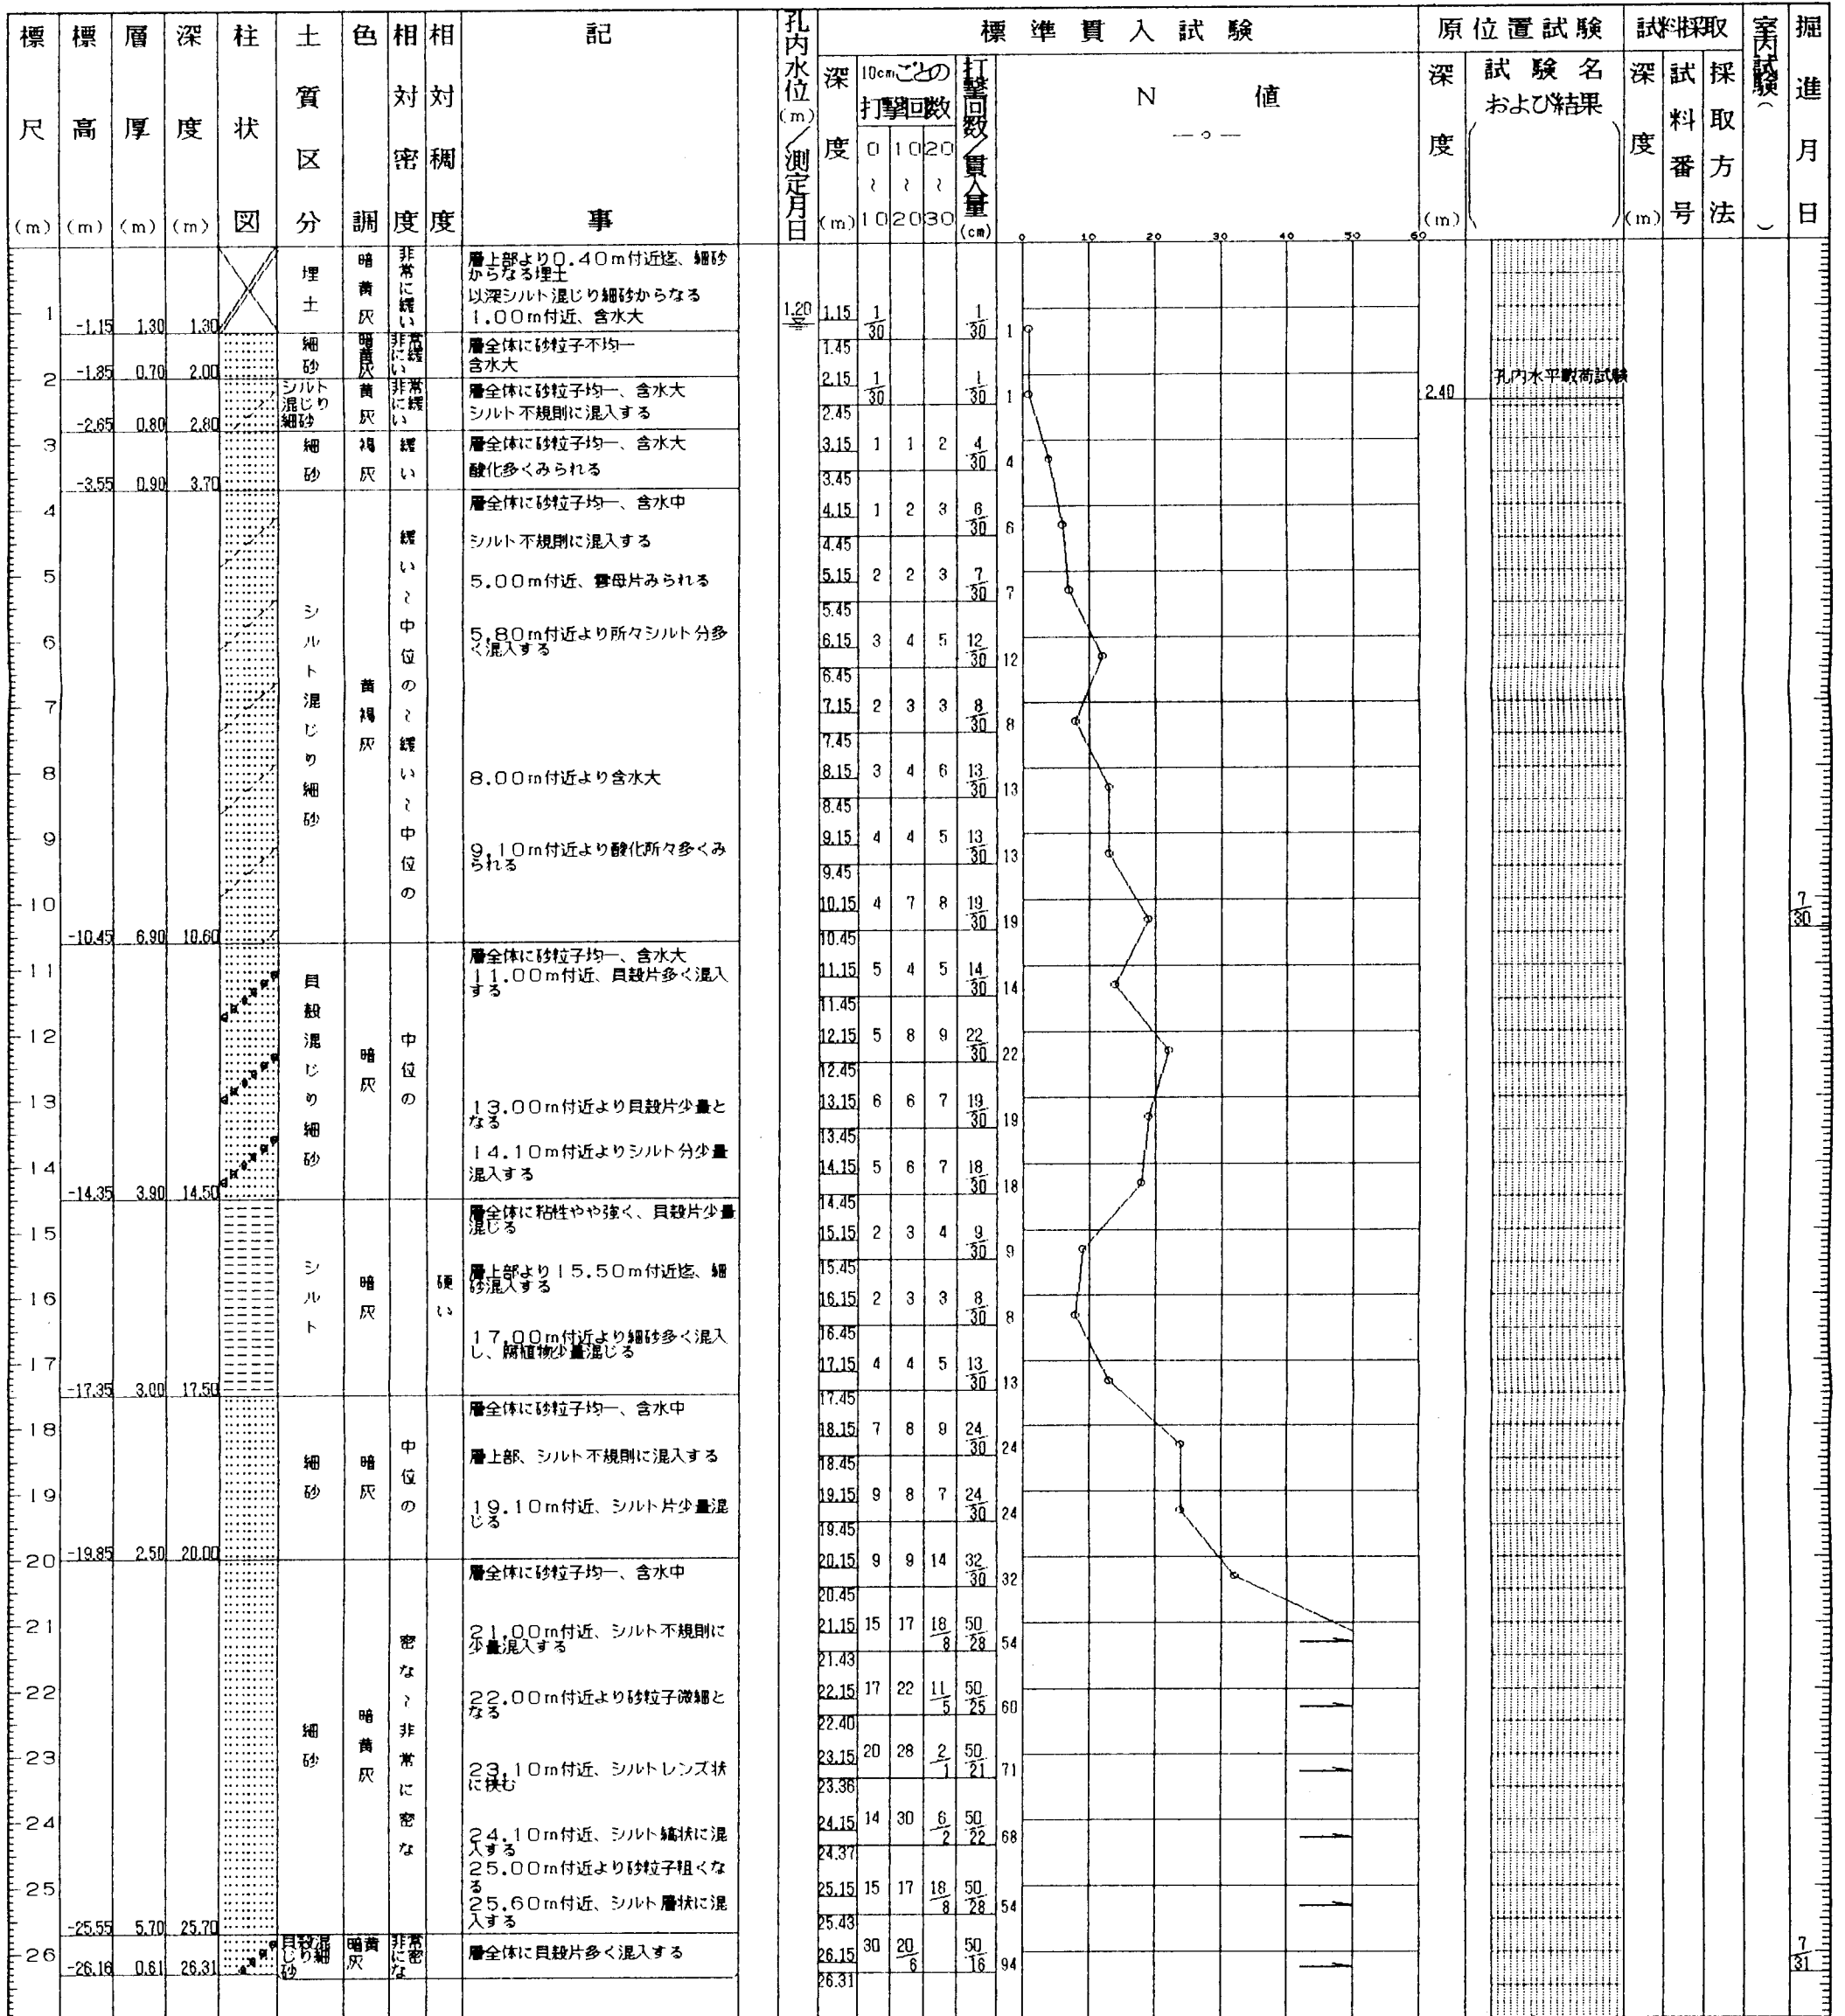 標尺(m) 標高(m) 層厚(m) 深度(m) 柱状図 土質区分 色調 相対密度 相対稠度 記事 孔内水位(m)/測定月日 標準貫入試験 原位置試験 試料採取 室内試験( ) 掘進月日
深度(m) 10cmごとの打撃回数 打撃回数/貫入量(cm) N値 深度(m) 試験名および結果 深度(m) 試料番号 採取方法
0~10 10~20 20~30
0 10 20 30 40 50 60
埋土 暗黄灰 非常に緩い
層上部より0.40m付近迄、細砂
からなる埋土
以深シルト混じり細砂からなる
1.00m付近、含水大
1 -1.15 1.30 1.30
1.20 1.15 1/30 1/30 1
1.45
細砂 暗黄灰 非常に緩い
層全体に砂粒子不均一
含水大
2 -1.85 0.70 2.00
2.15 1/30 1/30 1
2.45
2.40 孔内水平載荷試験
シルト混じり細砂 黄灰 非常に緩い
層全体に砂粒子均一、含水大
シルト不規則に混入する
-2.65 0.80 2.80
細砂 褐灰 緩い
層全体に砂粒子均一、含水大
酸化多くみられる
3 3.15 1 1 2 4/30 4
3.45
-3.55 0.90 3.70
シルト混じり細砂 黄褐灰 緩い~中位の~緩い~中位の
層全体に砂粒子均一、含水中
4 4.15 1 2 3 6/30 6
4.45
シルト不規則に混入する
5.00m付近、雲母片みられる
5 5.15 2 2 3 7/30 7
5.45
5.80m付近より所々シルト分多
く混入する
6 6.15 3 4 5 12/30 12
6.45
7 7.15 2 3 3 8/30 8
7.45
8.00m付近より含水大
8 8.15 3 4 6 13/30 13
8.45
9.10m付近より酸化所々多くみ
られる
9 9.15 4 4 5 13/30 13
9.45
10 10.15 4 7 8 19/30 19 7/30
10.45
-10.45 6.90 10.60
貝殻混じり細砂 暗灰 中位の
層全体に砂粒子均一、含水大
11.00m付近、貝殻片多く混入
する
11 11.15 5 4 5 14/30 14
11.45
12 12.15 5 8 9 22/30 22
12.45
13.00m付近より貝殻片少量と
なる
13 13.15 6 6 7 19/30 19
13.45
14.10m付近よりシルト分少量
混入する
14 14.15 5 6 7 18/30 18
14.45
-14.35 3.90 14.50
シルト 暗灰 硬い
層全体に粘性やや強く、貝殻片少量
混じる
15 15.15 2 3 4 9/30 9
15.45
層上部より15.50m付近迄、細
砂混入する
16 16.15 2 3 3 8/30 8
16.45
17.00m付近より細砂多く混入
し、腐植物少量混じる
17 17.15 4 4 5 13/30 13
17.45
-17.35 3.00 17.50
細砂 暗灰 中位の
層全体に砂粒子均一、含水中
18 18.15 7 8 9 24/30 24
18.45
層上部、シルト不規則に混入する
19.10m付近、シルト片少量混
じる
19 19.15 9 8 7 24/30 24
19.45
20 -19.85 2.50 20.00
細砂 暗黄灰 密な~非常に密な
層全体に砂粒子均一、含水中
20.15 9 9 14 32/30 32
20.45
21.00m付近、シルト不規則に
少量混入する
21 21.15 15 17 18/8 50/28 54
21.43
22.00m付近より砂粒子微細と
なる
22 22.15 17 22 11/5 50/25 60
22.40
23.10m付近、シルトレンズ状
に挟む
23 23.15 20 28 2/1 50/21 71
23.36
24.10m付近、シルト縞状に混
入する
24 24.15 14 30 6/2 50/22 68
24.37
25.00m付近より砂粒子粗くな
る
25 25.15 15 17 18/8 50/28 54
25.60m付近、シルト層状に混
入する
25.43
-25.55 5.70 25.70
貝殻混じり細砂 暗黄灰 非常に密な
層全体に貝殻片多く混入する
26 26.15 30 20/6 50/16 94 7/31
-26.16 0.61 26.31
26.31